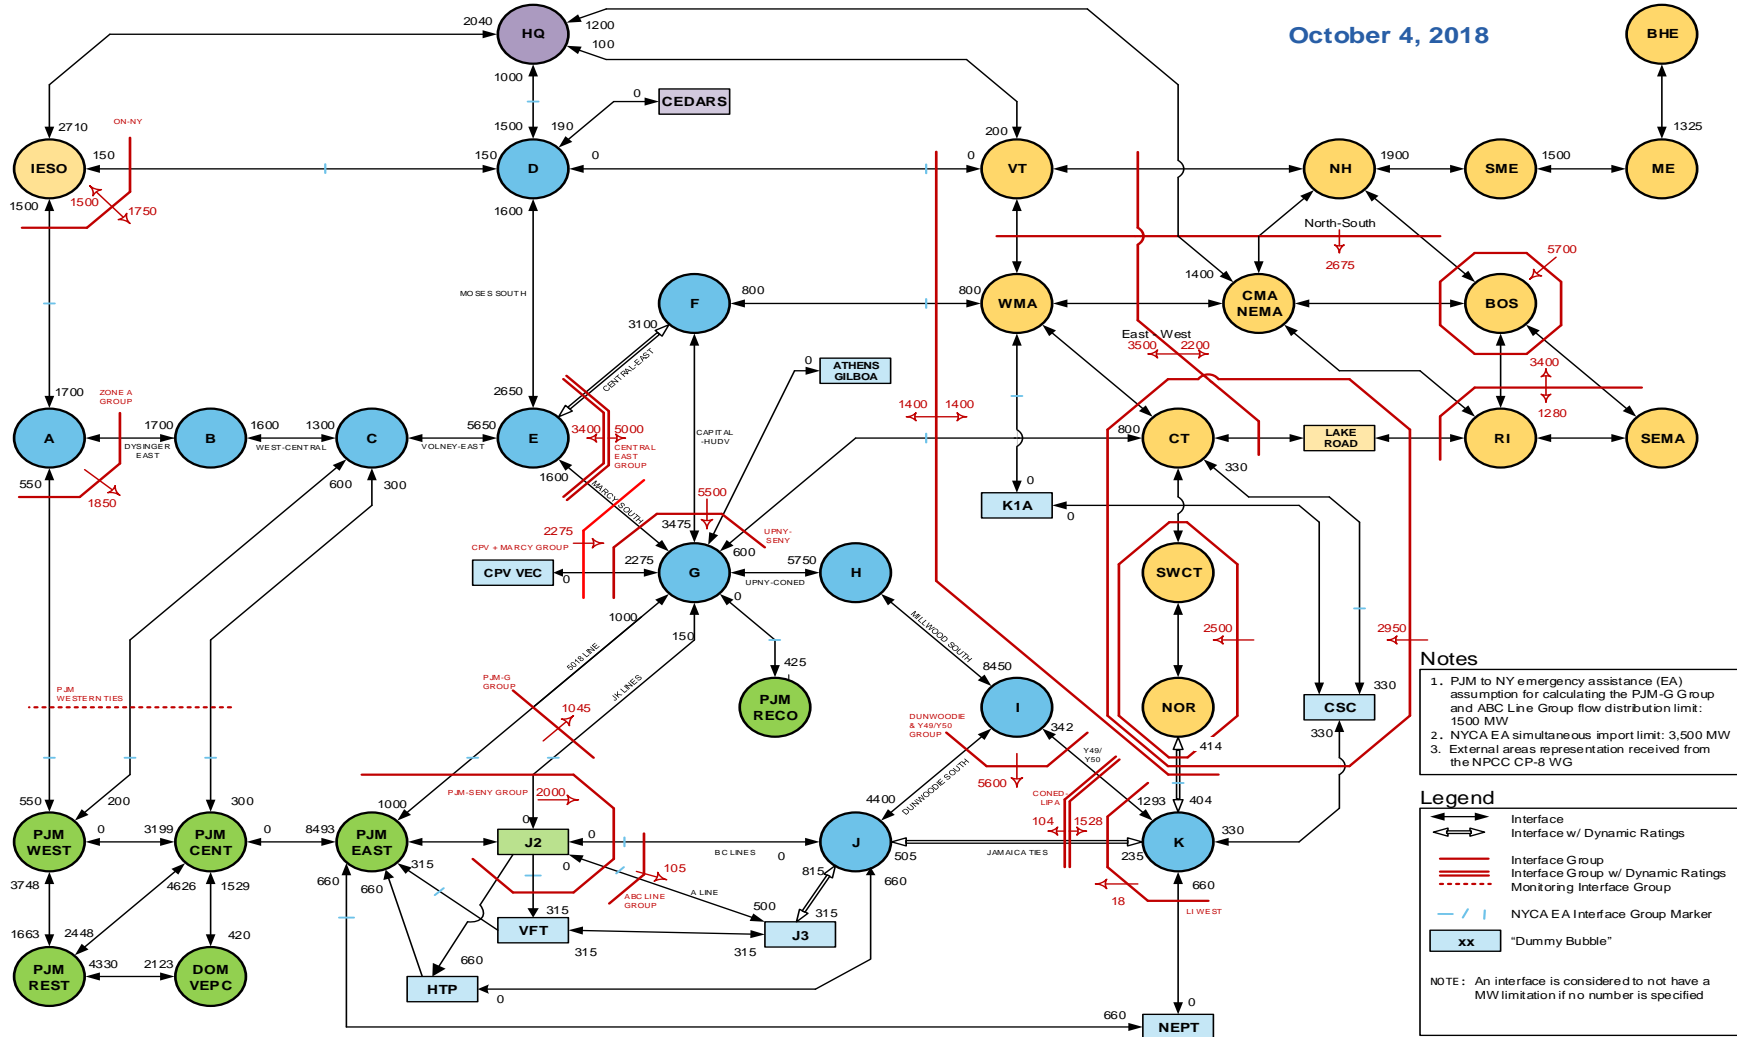 October 4, 2018
2040
HQ
1200
100
BHE
1000
0
CEDARS
2710
ON-NY
1500
190
200
1325
IESO
150
150
D
0
0
VT
NH
1900
SME
1500
ME
1500
1500
1750
1600
North-South
2675
5700
MOSES SOUTH
F
800
800
WMA
1400
CMA
NEMA
BOS
3100
CENTRAL-EAST
East - West
3500
2200
3400
1280
0
ATHENS
GILBOA
1700
ZONE A
GROUP
2650
1400
1400
A
1700
B
1600
1300
C
5650
E
3400
5000
800
CT
LAKE
ROAD
RI
SEMA
DYSINGER
EAST
WEST-CENTRAL
VOLNEY-EAST
CENTRAL
EAST
GROUP
CAPITAL
-HUDV
550
1850
600
300
1600
MARCY SOUTH
330
5500
0
K1A
0
2275
CPV + MARCY GROUP
3475
UPNY-
SENY
600
CPV VEC
0
2275
G
5750
UPNY-CONED
H
SWCT
1000
0
150
MILLWOOD SOUTH
2500
2950
5018 LINE
JK LINES
425
PJM
RECO
8450
I
342
NOR
330
CSC
330
PJM
WESTERN TIES
PJM-G
GROUP
1045
DUNWOODIE
& Y49/Y50
GROUP
Y49/
Y50
414
5600
DUNWOODIE SOUTH
CONED-
LIPA
PJM-SENY GROUP
2000
550
200
300
1000
4400
104
1528
1293
404
PJM
WEST
0
3199
PJM
CENT
0
8493
PJM
EAST
0
J2
0
0
BC LINES
0
J
505
JAMAICA TIES
235
K
330
3748
4626
1529
315
660
660
105
ABC LINE
GROUP
A LINE
815
660
18
LI WEST
660
500
315
315
VFT
315
315
J3
1663
2448
420
PJM
REST
4330
2123
DOM
VEPC
660
HTP
0
0
660
NEPT
Notes
1. PJM to NY emergency assistance (EA)
assumption for calculating the PJM-G Group
and ABC Line Group flow distribution limit:
1500 MW
2. NYCA EA simultaneous import limit: 3,500 MW
3. External areas representation received from
the NPCC CP-8 WG
Legend
Interface
Interface w/ Dynamic Ratings
Interface Group
Interface Group w/ Dynamic Ratings
Monitoring Interface Group
NYCA EA Interface Group Marker
xx
"Dummy Bubble"
NOTE: An interface is considered to not have a
MW limitation if no number is specified